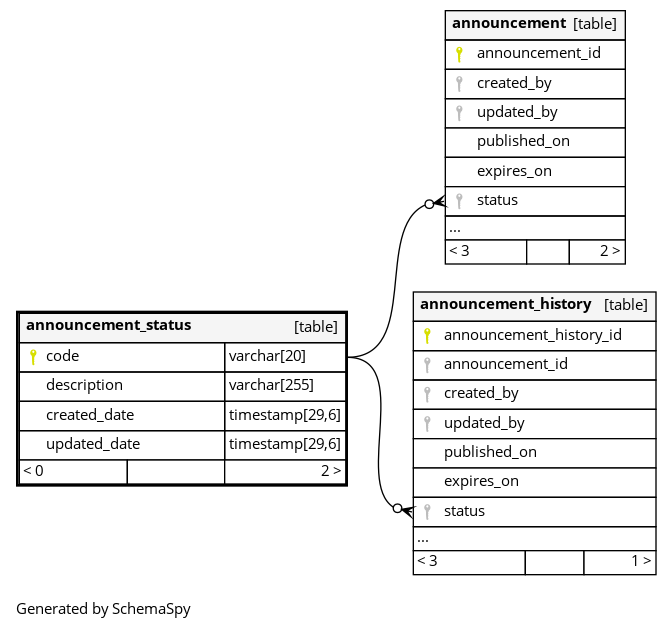 announcement [table]
announcement_id
created_by
updated_by
published_on
expires_on
status
...
< 3 2 >
announcement_history [table]
announcement_history_id
announcement_id
created_by
updated_by
published_on
expires_on
status
...
< 3 1 >
announcement_status [table]
code varchar[20]
description varchar[255]
created_date timestamp[29,6]
updated_date timestamp[29,6]
< 0 2 >
Generated by SchemaSpy